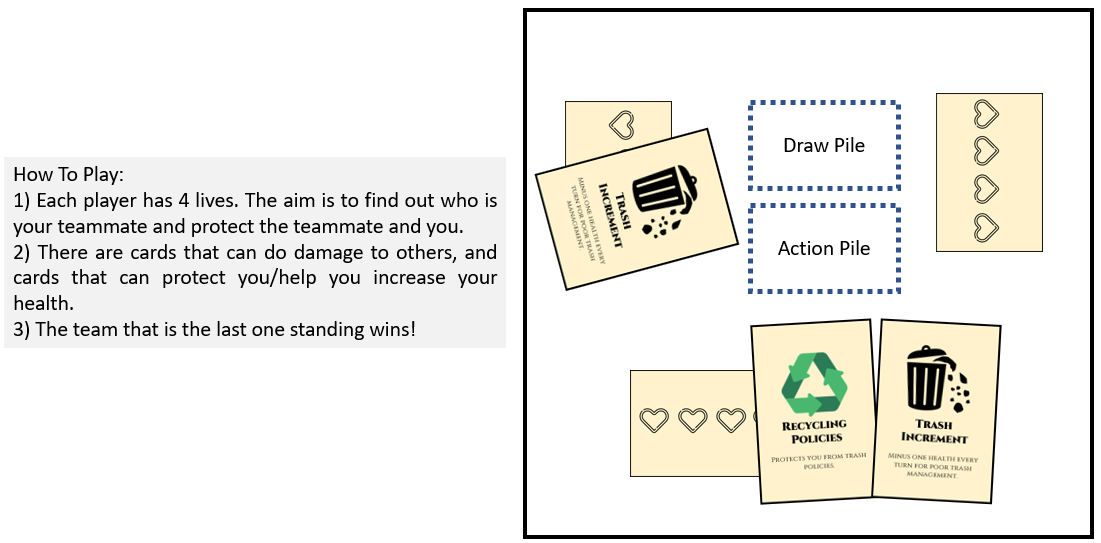 How To Play:
1) Each player has 4 lives. The aim is to find out who is
your teammate and protect the teammate and you.
2) There are cards that can do damage to others, and
cards that can protect you/help you increase your
health.
3) The team that is the last one standing wins!
Draw Pile
Trash
Increment
Minus one health every
turn for poor trash
management.
Action Pile
Recycling
Policies
Protects you from trash
policies.
Trash
Increment
Minus one health every
turn for poor trash
management.